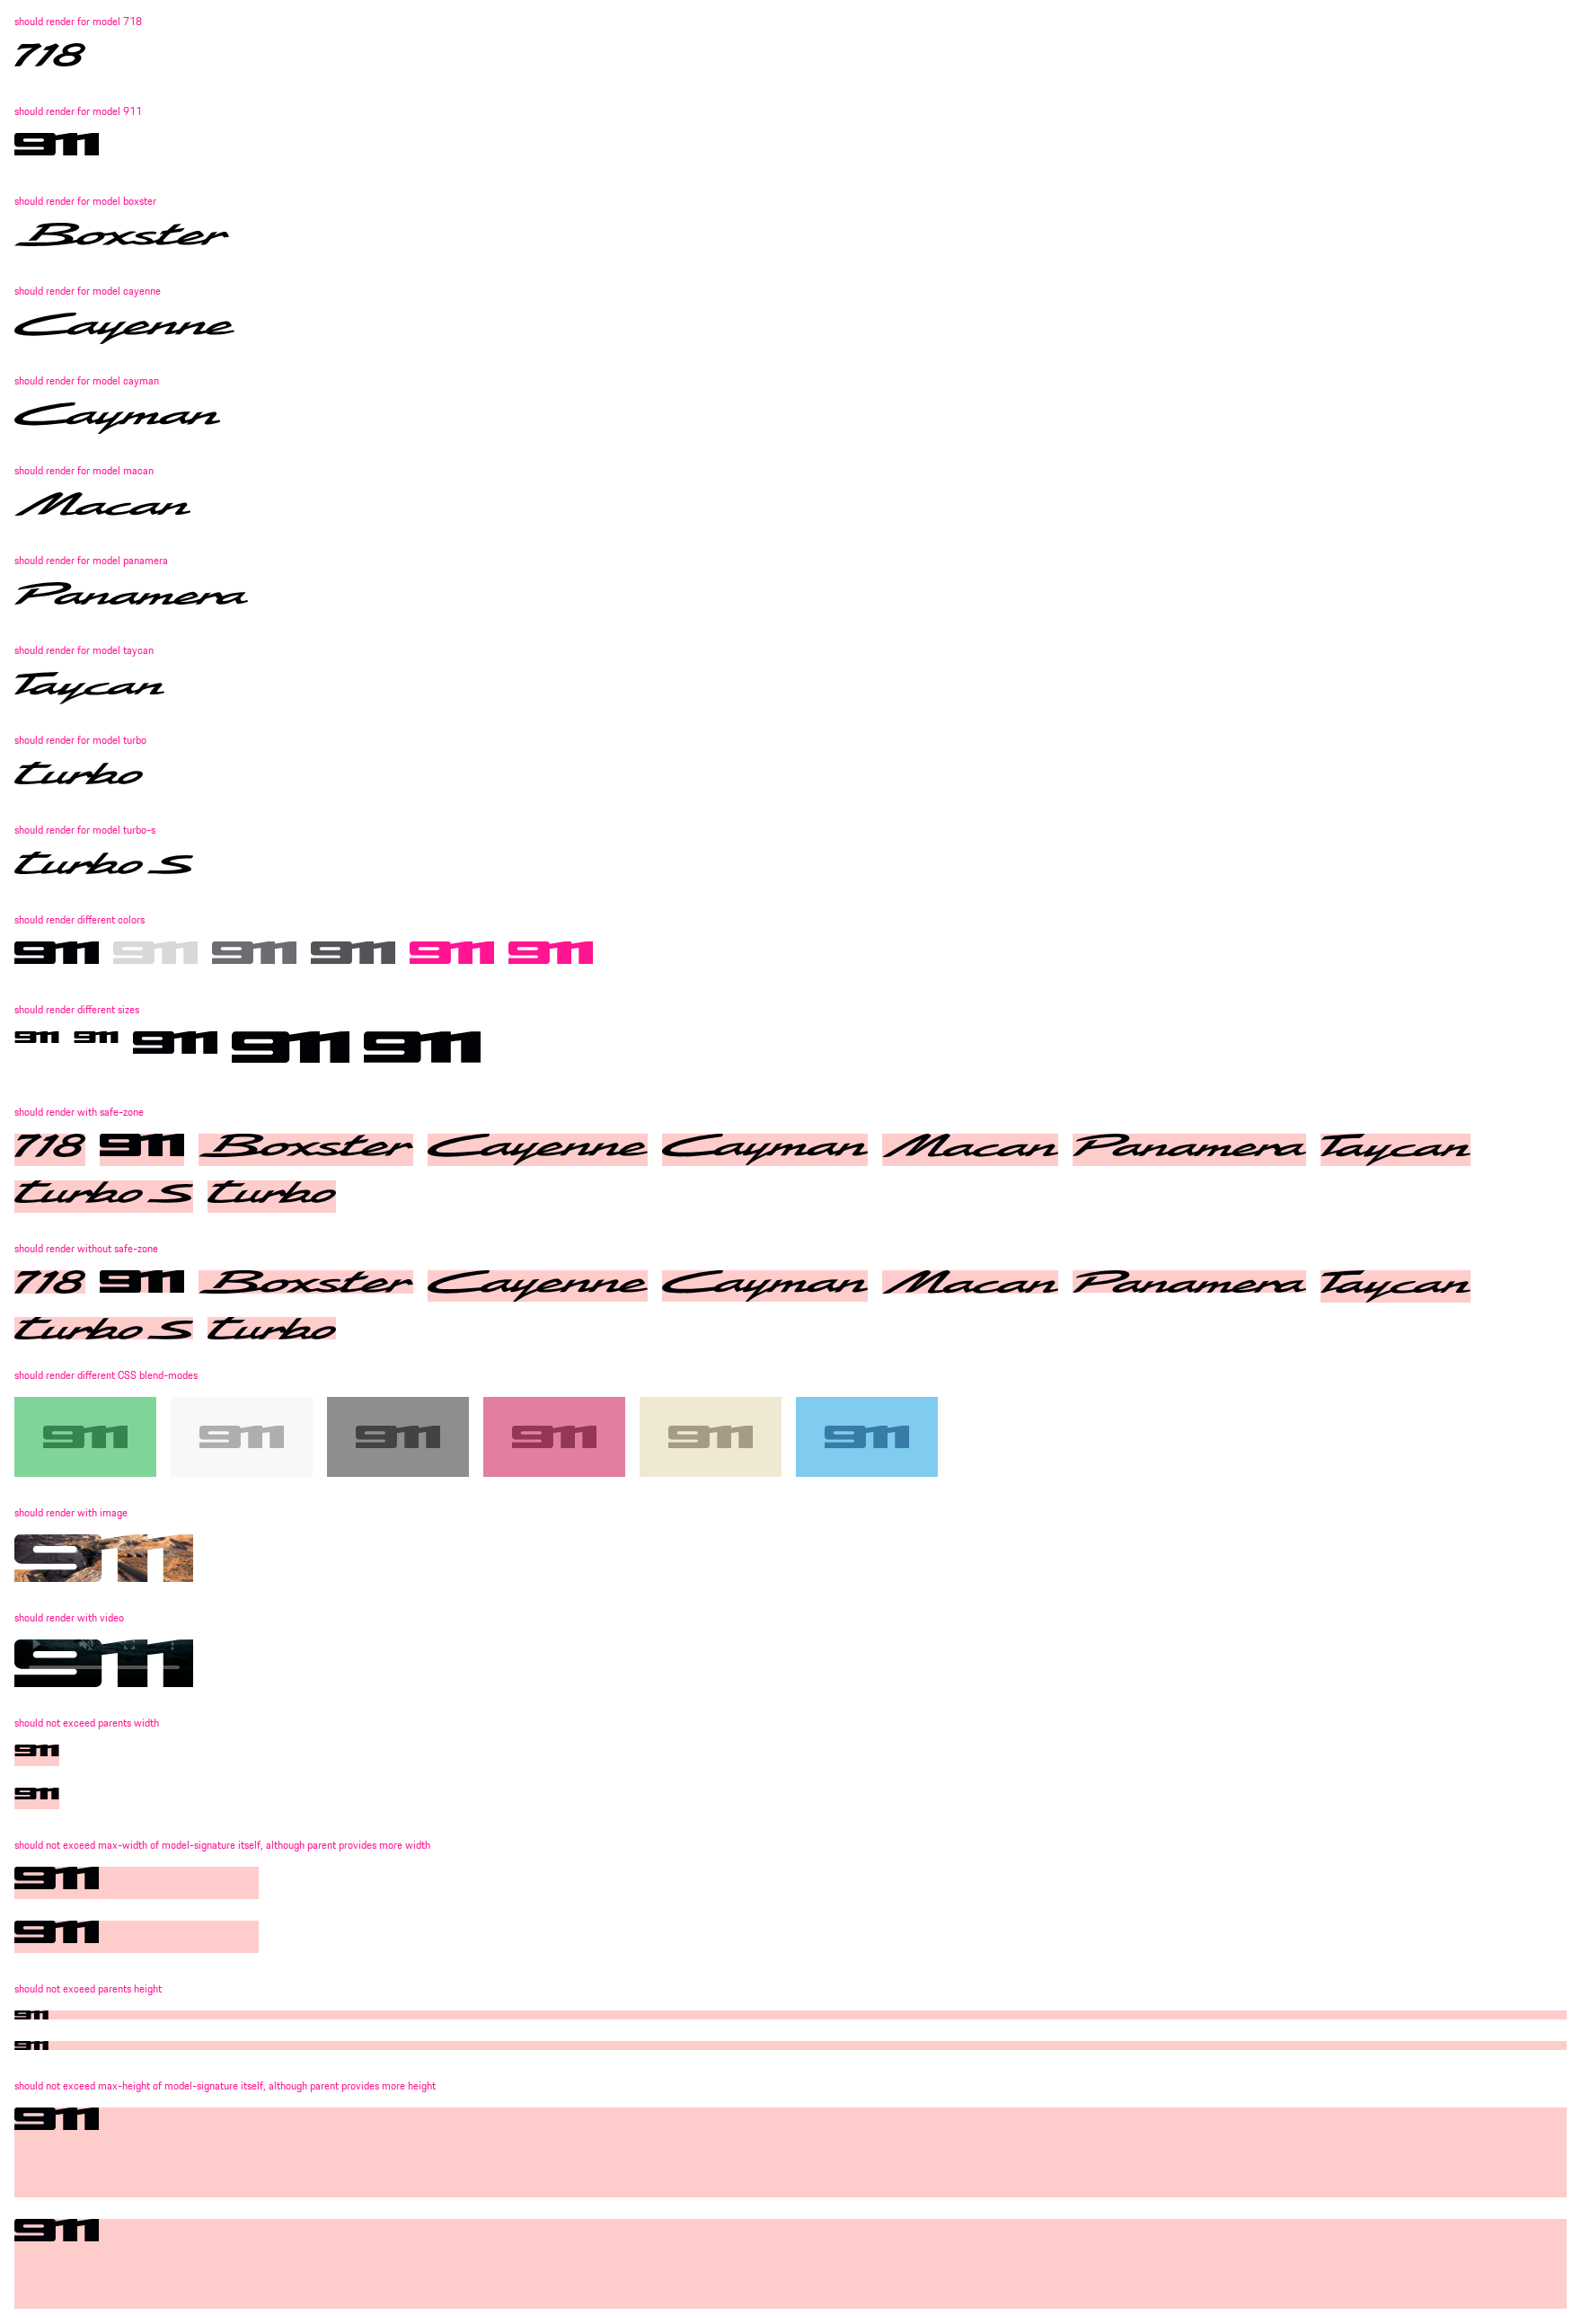 should render for model 718
718
should render for model 911
911
should render for model boxster
Boxster
should render for model cayenne
Cayenne
should render for model cayman
Cayman
should render for model macan
Macan
should render for model panamera
Panamera
should render for model taycan
Taycan
should render for model turbo
turbo
should render for model turbo-s
turbo S
should render different colors
911 911 911 911 911 911
should render different sizes
911 911 911 911 911
should render with safe-zone
718 911 Boxster Cayenne Cayman Macan Panamera Taycan
turbo S turbo
should render without safe-zone
718 911 Boxster Cayenne Cayman Macan Panamera Taycan
turbo S turbo
should render different CSS blend-modes
911 911 911 911 911 911
should render with image
911
should render with video
911
should not exceed parents width
911
911
should not exceed max-width of model-signature itself, although parent provides more width
911
911
should not exceed parents height
911
911
should not exceed max-height of model-signature itself, although parent provides more height
911
911